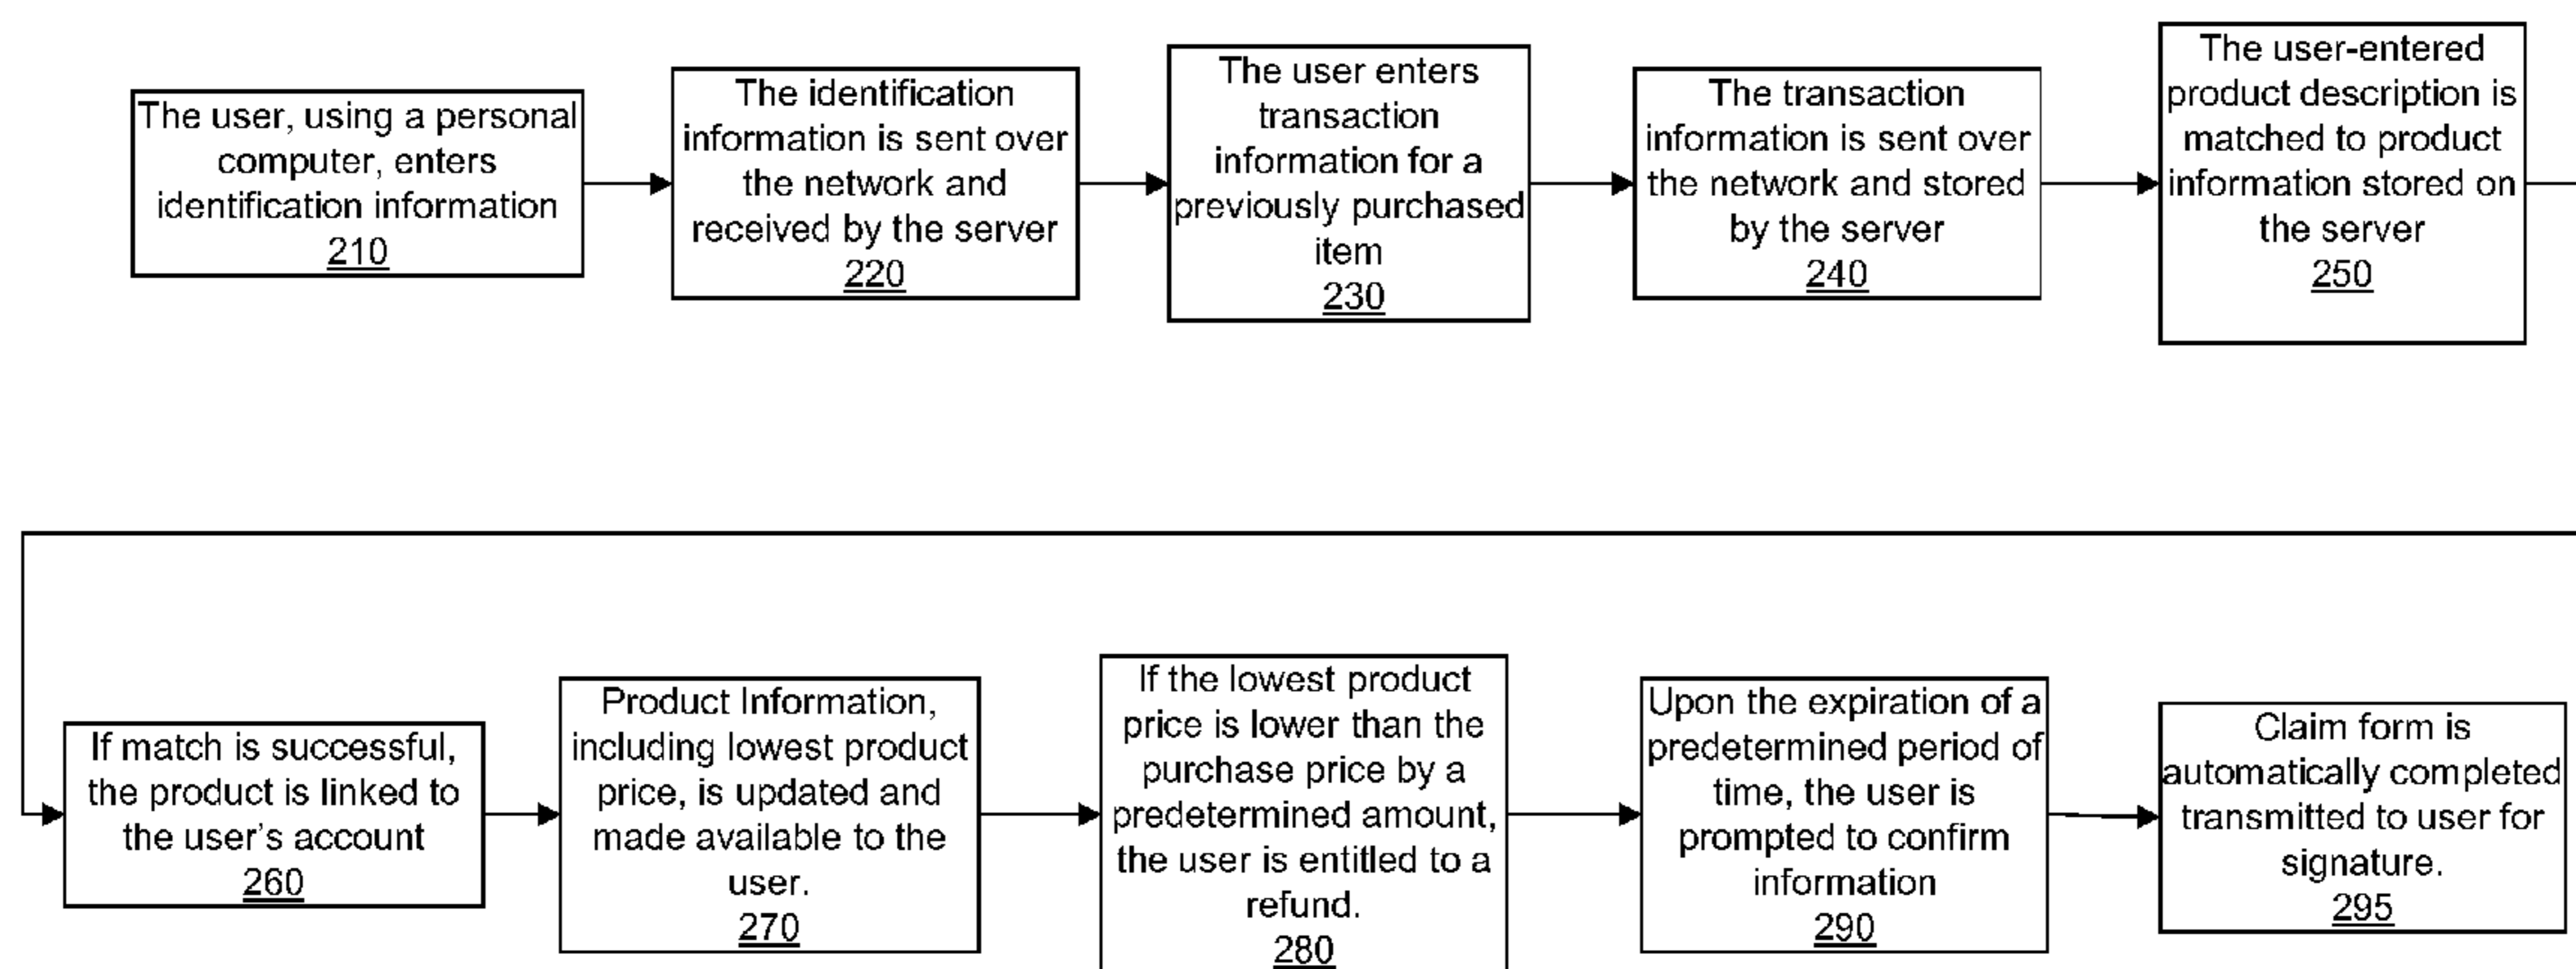 The user, using a personal
computer, enters
identification information
210
The identification
information is sent over
the network and
received by the server
220
The user enters
transaction
information for a
previously purchased
item
230
The transaction
information is sent over
the network and stored
by the server
240
The user-entered
product description is
matched to product
information stored on
the server
250
If match is successful,
the product is linked to
the user's account
260
Product Information,
including lowest product
price, is updated and
made available to the
user.
270
If the lowest product
price is lower than the
purchase price by a
predetermined amount,
the user is entitled to a
refund.
280
Upon the expiration of a
predetermined period of
time, the user is
prompted to confirm
information
290
Claim form is
automatically completed
transmitted to user for
signature.
295